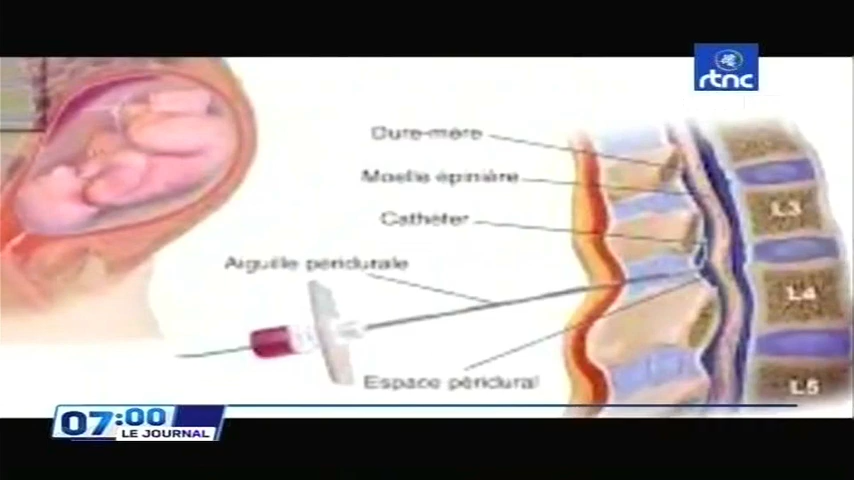 rtnc
Dure-mère
Moelle épinière
Cathéter
Aiguille péridurale
Espace péridural
L3
L4
L5
07:00
LE JOURNAL